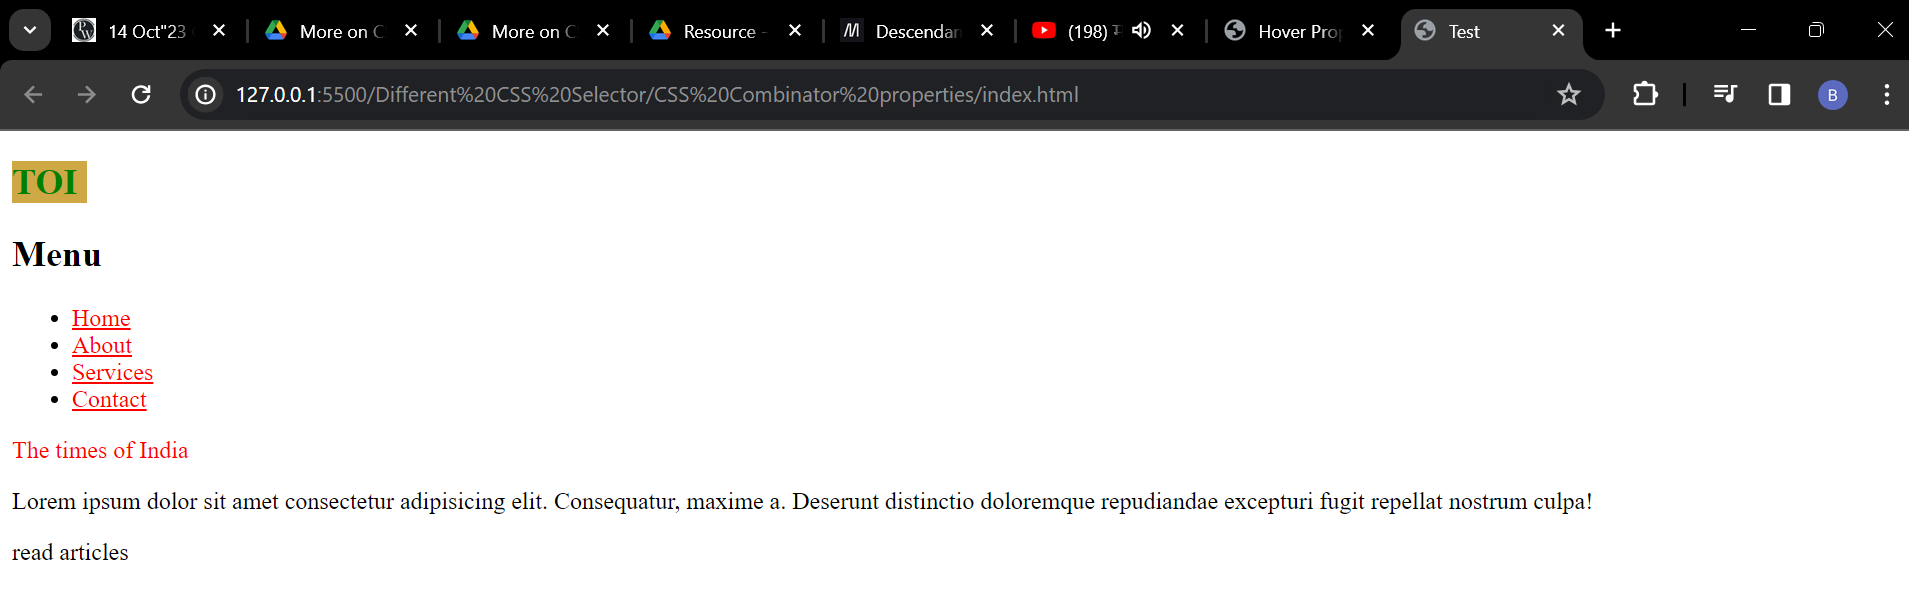 14 Oct"23
More on C
More on C
Resource -
Descendan
(198)
Hover Prop
Test
127.0.0.1:5500/Different%20CSS%20Selector/CSS%20Combinator%20properties/index.html
B
TOI
Menu
Home
About
Services
Contact
The times of India
Lorem ipsum dolor sit amet consectetur adipisicing elit. Consequatur, maxime a. Deserunt distinctio doloremque repudiandae excepturi fugit repellat nostrum culpa!
read articles